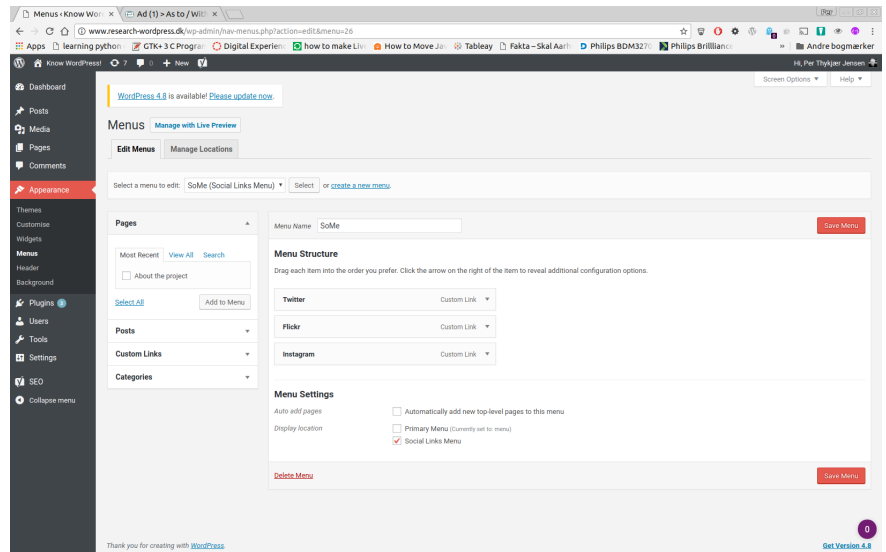 Menus ‹ Know Wor
Ad (1) > As to / With
Per
www.research-wordpress.dk/wp-admin/nav-menus.php?action=edit&menu=26
Apps learning python GTK+ 3 C Progra Digital Experien how to make Liv How to Move Ja Tableay Fakta – Skal Aarh Philips BDM327 Philips Brillliance » Andre bogmærker
Know WordPress! 7 0 + New Hi, Per Thykjær Jensen
Screen Options Help
Dashboard
WordPress 4.8 is available! Please update now.
Posts
Media
Pages
Comments
Appearance
Themes
Customise
Widgets
Menus
Header
Background
Plugins 3
Users
Tools
Settings
SEO
Collapse menu
Menus Manage with Live Preview
Edit Menus Manage Locations
Select a menu to edit: SoMe (Social Links Menu) Select or create a new menu.
Pages
Most Recent View All Search
About the project
Select All Add to Menu
Posts
Custom Links
Categories
Menu Name SoMe Save Menu
Menu Structure
Drag each item into the order you prefer. Click the arrow on the right of the item to reveal additional configuration options.
Twitter Custom Link
Flickr Custom Link
Instagram Custom Link
Menu Settings
Auto add pages Automatically add new top-level pages to this menu
Display location Primary Menu (Currently set to: menu)
Social Links Menu
Delete Menu Save Menu
0
Thank you for creating with WordPress. Get Version 4.8